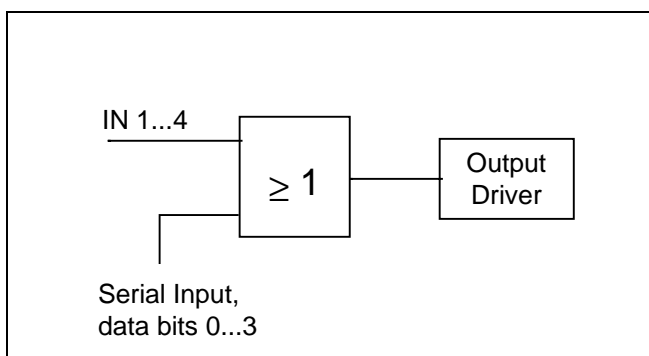 IN 1...4
≥ 1
Output
Driver
Serial Input,
data bits 0...3